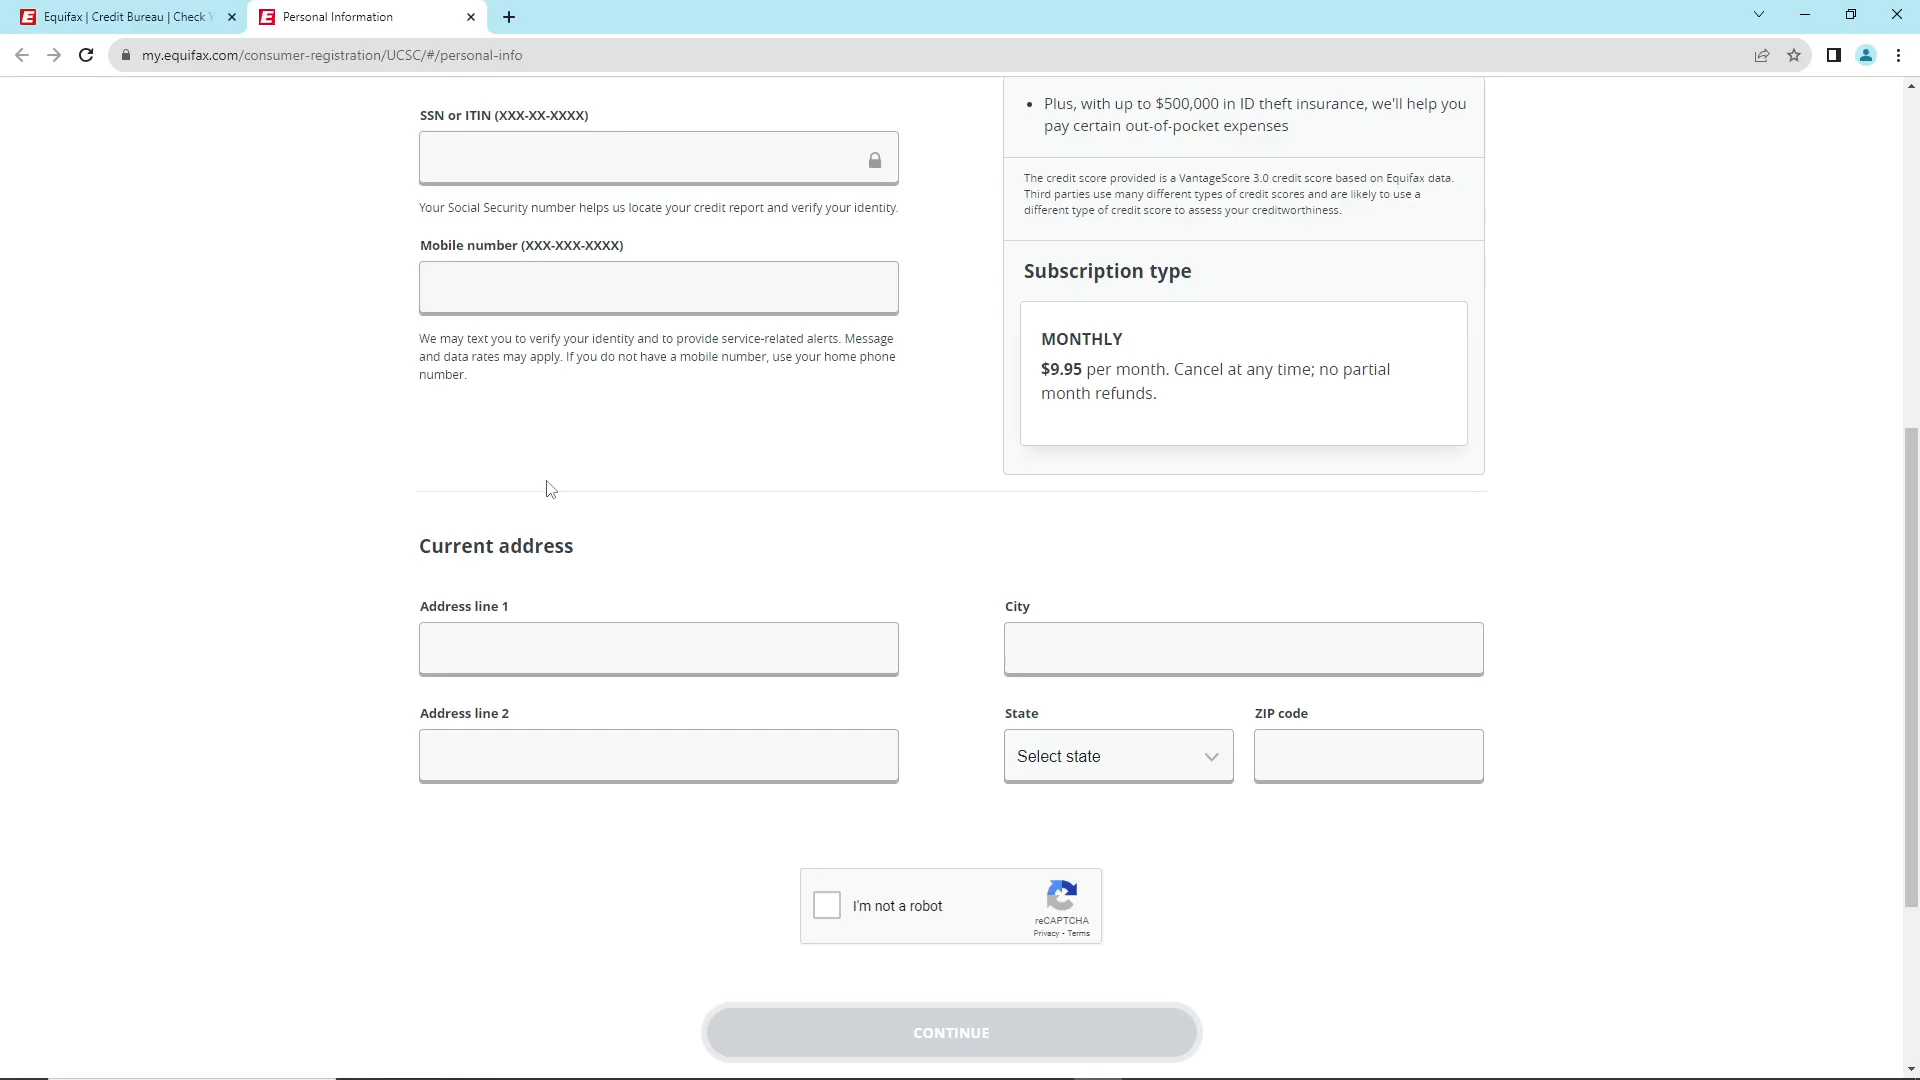 Equifax | Credit Bureau | Check Y
Personal Information
my.equifax.com/consumer-registration/UCSC/#/personal-info
SSN or ITIN (XXX-XX-XXXX)
Your Social Security number helps us locate your credit report and verify your identity.
Mobile number (XXX-XXX-XXXX)
We may text you to verify your identity and to provide service-related alerts. Message
and data rates may apply. If you do not have a mobile number, use your home phone
number.
• Plus, with up to $500,000 in ID theft insurance, we'll help you
pay certain out-of-pocket expenses
The credit score provided is a VantageScore 3.0 credit score based on Equifax data.
Third parties use many different types of credit scores and are likely to use a
different type of credit score to assess your creditworthiness.
Subscription type
MONTHLY
$9.95 per month. Cancel at any time; no partial
month refunds.
Current address
Address line 1
City
Address line 2
State
ZIP code
Select state
I'm not a robot
reCAPTCHA
Privacy - Terms
CONTINUE